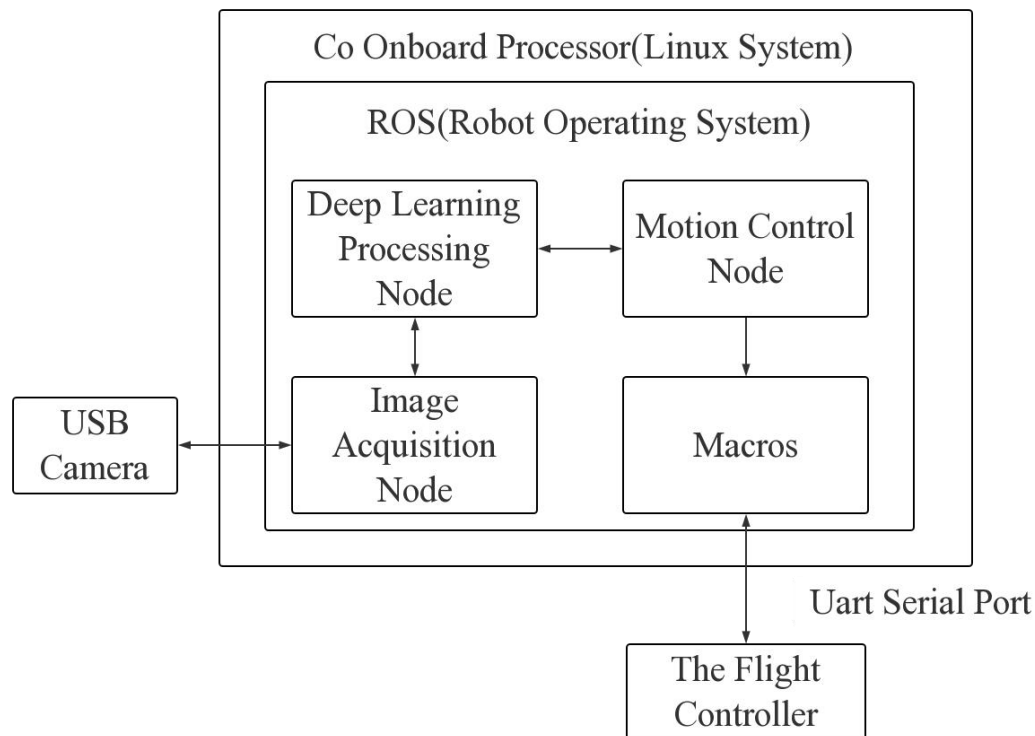 Co Onboard Processor(Linux System)
ROS(Robot Operating System)
Deep Learning
Processing
Node
Motion Control
Node
Image
Acquisition
Node
Macros
USB
Camera
Uart Serial Port
The Flight
Controller